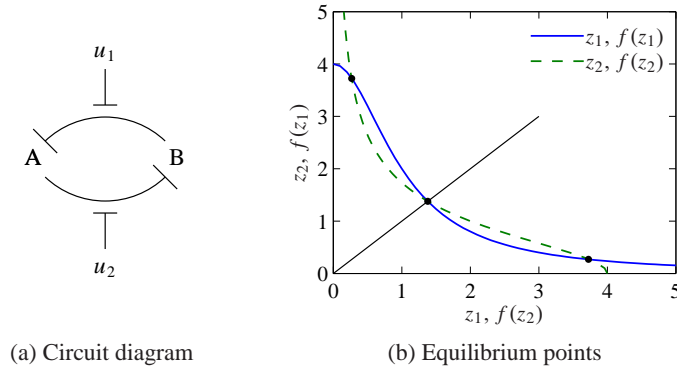 u₁
A
B
u₂
(a) Circuit diagram
5
4
3
2
1
0
z₂, f(z₁)
z₁, f(z₁)
z₂, f(z₂)
0 1 2 3 4 5
z₁, f(z₂)
(b) Equilibrium points